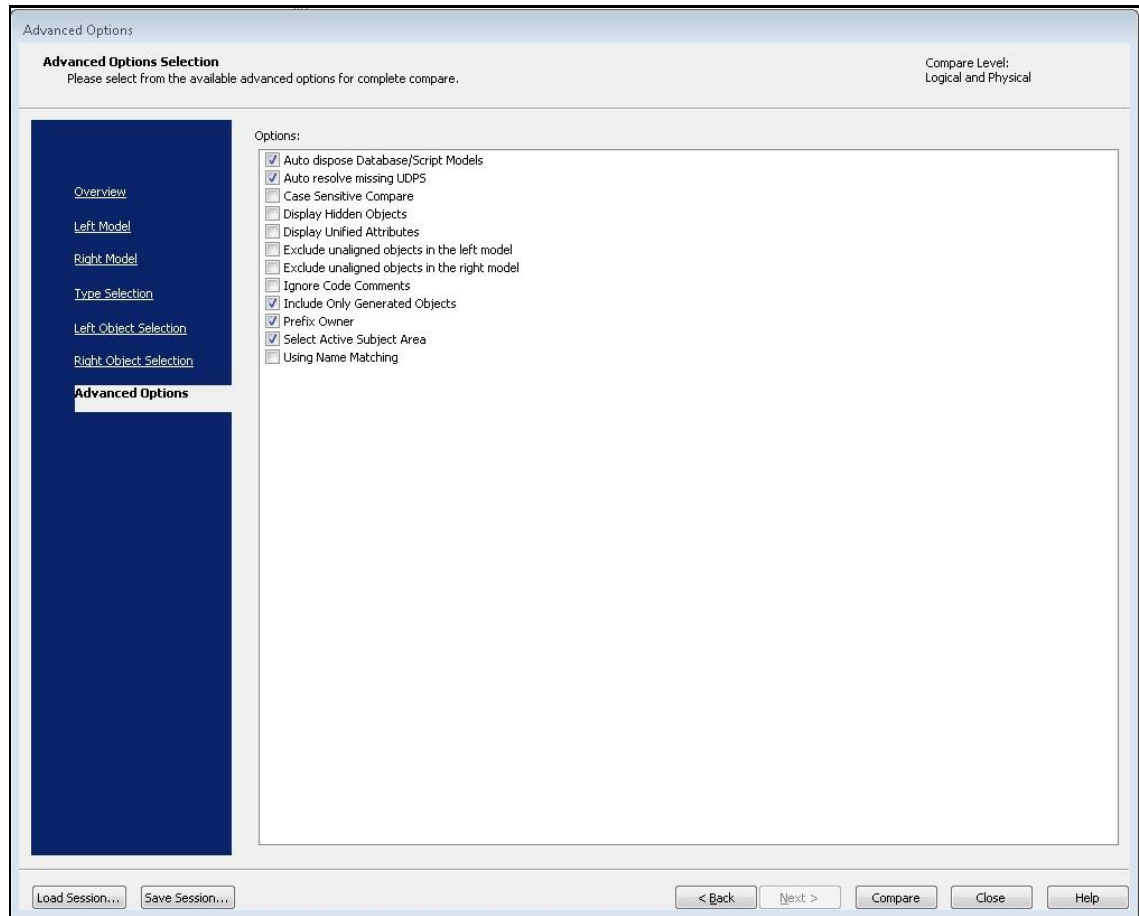 Advanced Options
Advanced Options Selection
Please select from the available advanced options for complete compare.
Compare Level:
Logical and Physical
Overview
Left Model
Right Model
Type Selection
Left Object Selection
Right Object Selection
Advanced Options
Options:
Auto dispose Database/Script Models
Auto resolve missing UDPS
Case Sensitive Compare
Display Hidden Objects
Display Unified Attributes
Exclude unaligned objects in the left model
Exclude unaligned objects in the right model
Ignore Code Comments
Include Only Generated Objects
Prefix Owner
Select Active Subject Area
Using Name Matching
Load Session... Save Session... < Back Next > Compare Close Help